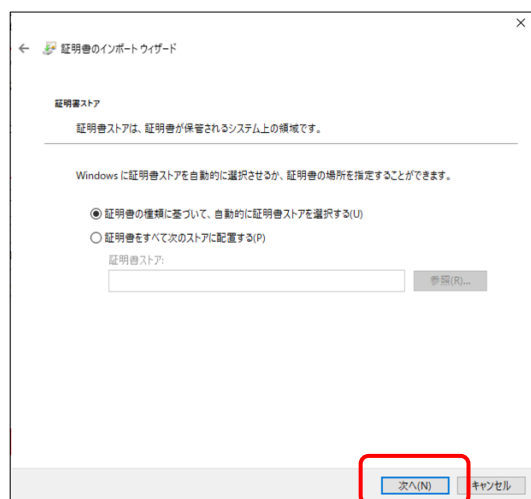 証明書のインポート ウィザード
証明書ストア
証明書ストアは、証明書が保管されるシステム上の領域です。
Windows に証明書ストアを自動的に選択させるか、証明書の場所を指定することができます。
証明書の種類に基づいて、自動的に証明書ストアを選択する(U)
証明書をすべて次のストアに配置する(P)
証明書ストア:
参照(R)...
次へ(N)
キャンセル